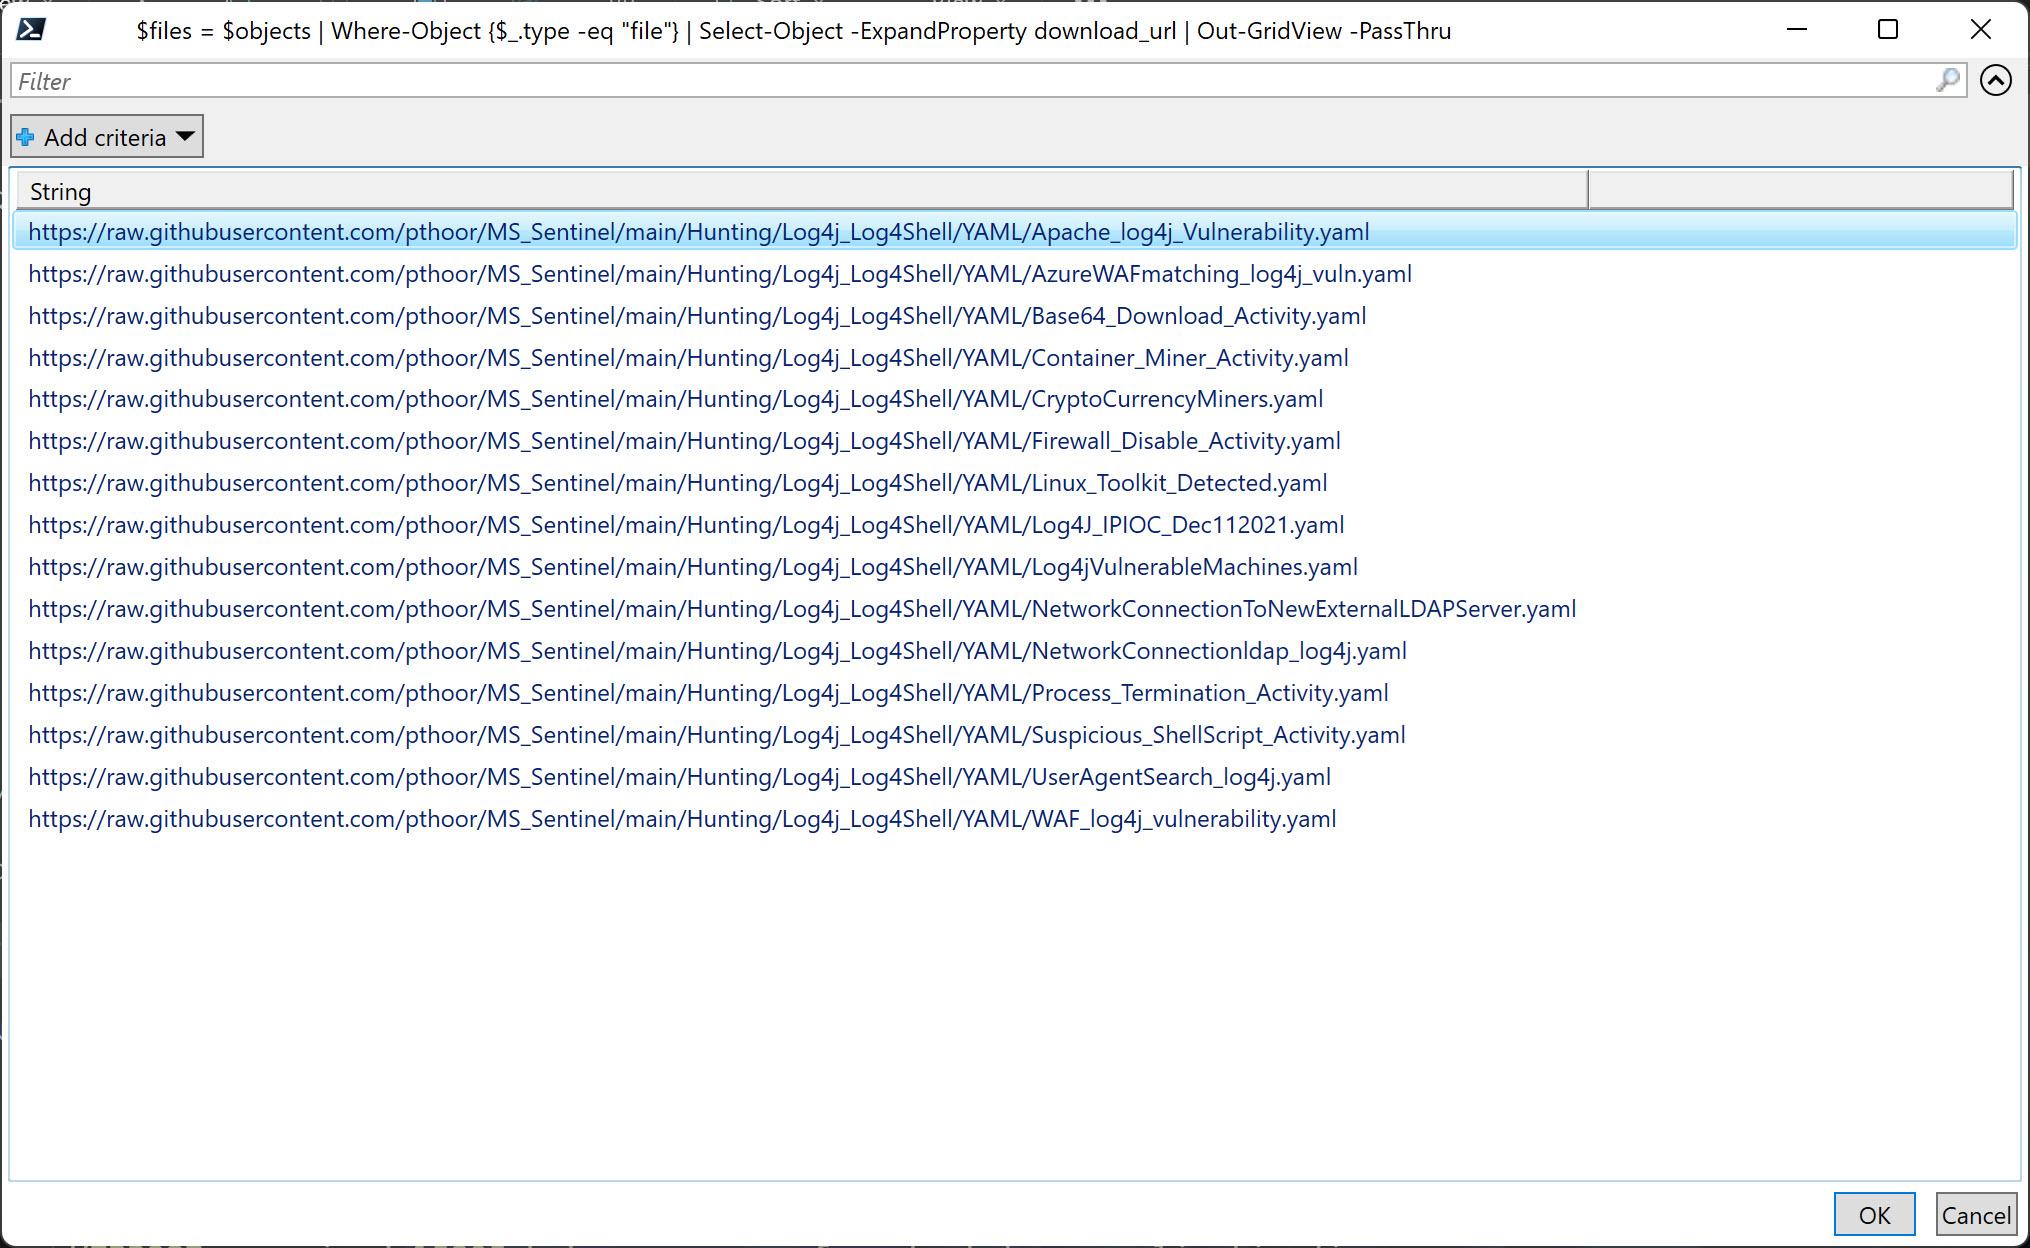 $files = $objects | Where-Object {$_.type -eq "file"} | Select-Object -ExpandProperty download_url | Out-GridView -PassThru
Filter
Add criteria
String
https://raw.githubusercontent.com/pthoor/MS_Sentinel/main/Hunting/Log4j_Log4Shell/YAML/Apache_log4j_Vulnerability.yaml
https://raw.githubusercontent.com/pthoor/MS_Sentinel/main/Hunting/Log4j_Log4Shell/YAML/AzureWAFmatching_log4j_vuln.yaml
https://raw.githubusercontent.com/pthoor/MS_Sentinel/main/Hunting/Log4j_Log4Shell/YAML/Base64_Download_Activity.yaml
https://raw.githubusercontent.com/pthoor/MS_Sentinel/main/Hunting/Log4j_Log4Shell/YAML/Container_Miner_Activity.yaml
https://raw.githubusercontent.com/pthoor/MS_Sentinel/main/Hunting/Log4j_Log4Shell/YAML/CryptoCurrencyMiners.yaml
https://raw.githubusercontent.com/pthoor/MS_Sentinel/main/Hunting/Log4j_Log4Shell/YAML/Firewall_Disable_Activity.yaml
https://raw.githubusercontent.com/pthoor/MS_Sentinel/main/Hunting/Log4j_Log4Shell/YAML/Linux_Toolkit_Detected.yaml
https://raw.githubusercontent.com/pthoor/MS_Sentinel/main/Hunting/Log4j_Log4Shell/YAML/Log4J_IPIOC_Dec112021.yaml
https://raw.githubusercontent.com/pthoor/MS_Sentinel/main/Hunting/Log4j_Log4Shell/YAML/Log4jVulnerableMachines.yaml
https://raw.githubusercontent.com/pthoor/MS_Sentinel/main/Hunting/Log4j_Log4Shell/YAML/NetworkConnectionToNewExternalLDAPServer.yaml
https://raw.githubusercontent.com/pthoor/MS_Sentinel/main/Hunting/Log4j_Log4Shell/YAML/NetworkConnectionldap_log4j.yaml
https://raw.githubusercontent.com/pthoor/MS_Sentinel/main/Hunting/Log4j_Log4Shell/YAML/Process_Termination_Activity.yaml
https://raw.githubusercontent.com/pthoor/MS_Sentinel/main/Hunting/Log4j_Log4Shell/YAML/Suspicious_ShellScript_Activity.yaml
https://raw.githubusercontent.com/pthoor/MS_Sentinel/main/Hunting/Log4j_Log4Shell/YAML/UserAgentSearch_log4j.yaml
https://raw.githubusercontent.com/pthoor/MS_Sentinel/main/Hunting/Log4j_Log4Shell/YAML/WAF_log4j_vulnerability.yaml
OK Cancel